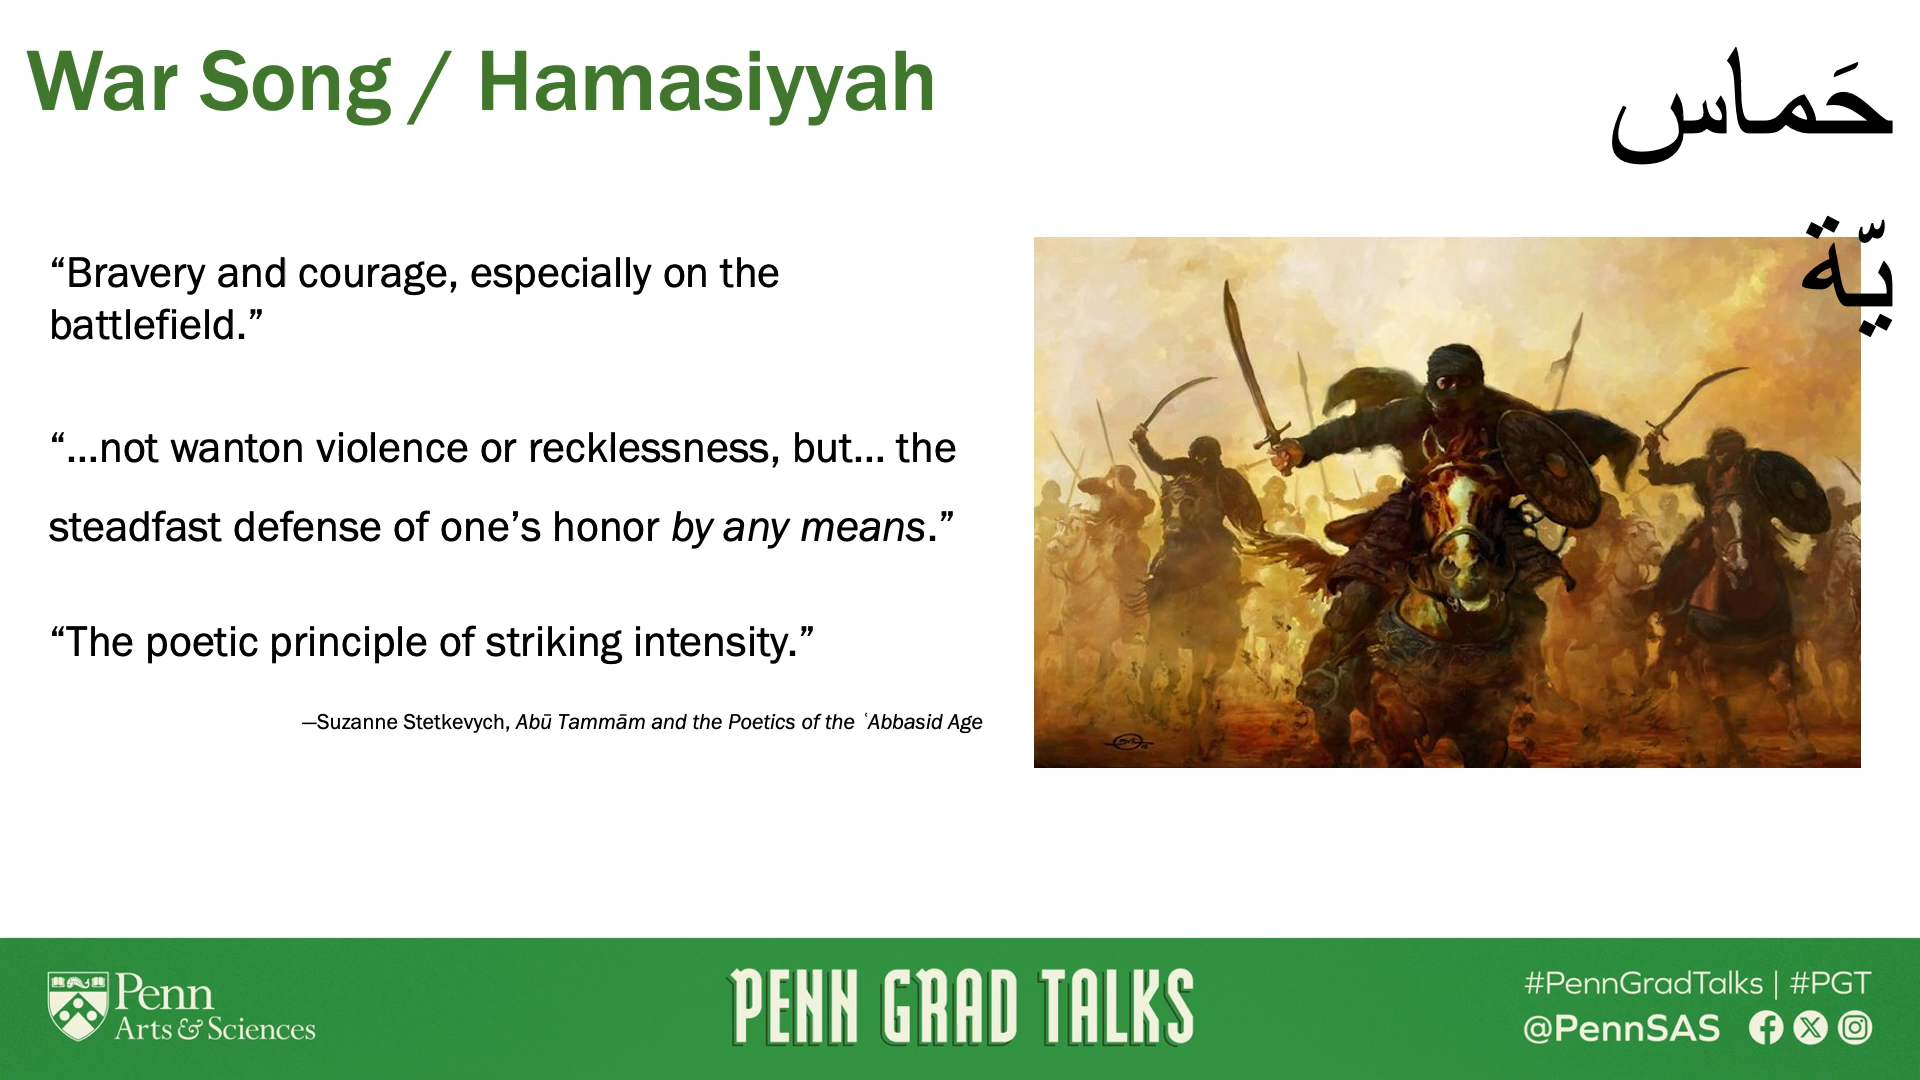 War Song / Hamasiyyah
حَماس
يّة
“Bravery and courage, especially on the
battlefield.”
“...not wanton violence or recklessness, but... the
steadfast defense of one’s honor by any means.”
“The poetic principle of striking intensity.”
—Suzanne Stetkevych, Abū Tammām and the Poetics of the ʿAbbasid Age
Penn
Arts & Sciences
PENN GRAD TALKS
#PennGradTalks | #PGT
@PennSAS